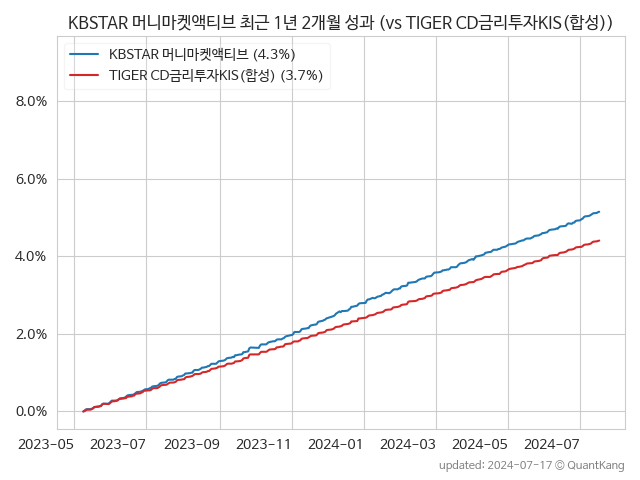 KBSTAR 머니마켓액티브 최근 1년 2개월 성과 (vs TIGER CD금리투자KIS(합성))
KBSTAR 머니마켓액티브 (4.3%)
TIGER CD금리투자KIS(합성) (3.7%)
8.0%
6.0%
4.0%
2.0%
0.0%
2023-05 2023-07 2023-09 2023-11 2024-01 2024-03 2024-05 2024-07
updated: 2024-07-17 © QuantKang